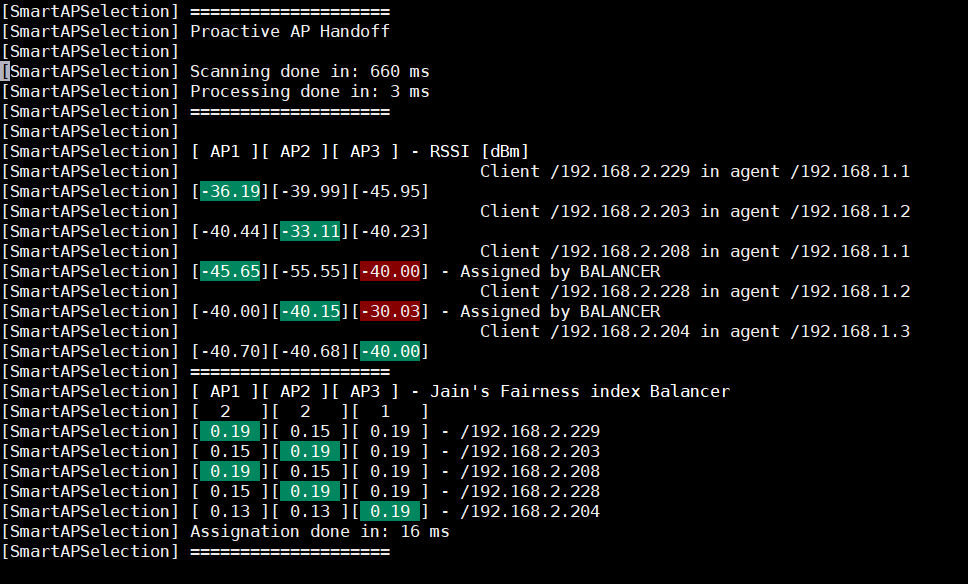 [SmartAPSelection] ====================
[SmartAPSelection] Proactive AP Handoff
[SmartAPSelection]
[SmartAPSelection] Scanning done in: 660 ms
[SmartAPSelection] Processing done in: 3 ms
[SmartAPSelection] ====================
[SmartAPSelection]
[SmartAPSelection] [ AP1 ][ AP2 ][ AP3 ] - RSSI [dBm]
[SmartAPSelection]                              Client /192.168.2.229 in agent /192.168.1.1
[SmartAPSelection] [-36.19][-39.99][-45.95]
[SmartAPSelection]                              Client /192.168.2.203 in agent /192.168.1.2
[SmartAPSelection] [-40.44][-33.11][-40.23]
[SmartAPSelection]                              Client /192.168.2.208 in agent /192.168.1.1
[SmartAPSelection] [-45.65][-55.55][-40.00] - Assigned by BALANCER
[SmartAPSelection]                              Client /192.168.2.228 in agent /192.168.1.2
[SmartAPSelection] [-40.00][-40.15][-30.03] - Assigned by BALANCER
[SmartAPSelection]                              Client /192.168.2.204 in agent /192.168.1.3
[SmartAPSelection] [-40.70][-40.68][-40.00]
[SmartAPSelection] ====================
[SmartAPSelection] [ AP1 ][ AP2 ][ AP3 ] - Jain's Fairness index Balancer
[SmartAPSelection] [  2   ][  2   ][  1   ]
[SmartAPSelection] [ 0.19 ][ 0.15 ][ 0.19 ] - /192.168.2.229
[SmartAPSelection] [ 0.15 ][ 0.19 ][ 0.19 ] - /192.168.2.203
[SmartAPSelection] [ 0.19 ][ 0.15 ][ 0.19 ] - /192.168.2.208
[SmartAPSelection] [ 0.15 ][ 0.19 ][ 0.19 ] - /192.168.2.228
[SmartAPSelection] [ 0.13 ][ 0.13 ][ 0.19 ] - /192.168.2.204
[SmartAPSelection] Assignation done in: 16 ms
[SmartAPSelection] ====================